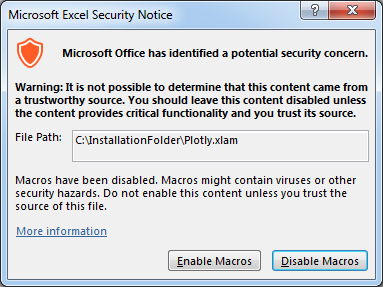 Microsoft Excel Security Notice
?
Microsoft Office has identified a potential security concern.
Warning: It is not possible to determine that this content came from
a trustworthy source. You should leave this content disabled unless
the content provides critical functionality and you trust its source.
File Path: C:\InstallationFolder\Plotly.xlam
Macros have been disabled. Macros might contain viruses or other
security hazards. Do not enable this content unless you trust the
source of this file.
More information
Enable Macros Disable Macros